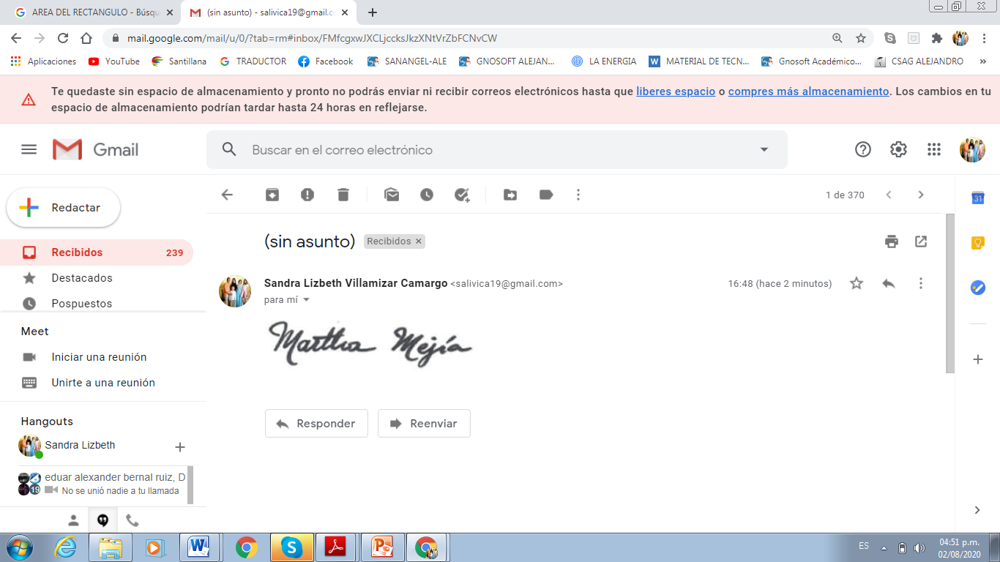 AREA DEL RECTANGULO - Búsqu
(sin asunto) - salivica19@gmail.co
mail.google.com/mail/u/0/?tab=rm#inbox/FMfcgxwJXCLjccksJkzXNtVrZbFCNvCW
Aplicaciones YouTube Santillana TRADUCTOR Facebook SANANGEL-ALE GNOSOFT ALEJAN... LA ENERGIA MATERIAL DE TECN... Gnosoft Académico... CSAG ALEJANDRO »
Te quedaste sin espacio de almacenamiento y pronto no podrás enviar ni recibir correos electrónicos hasta que liberes espacio o compres más almacenamiento. Los cambios en tu
espacio de almacenamiento podrían tardar hasta 24 horas en reflejarse.
Gmail
Buscar en el correo electrónico
Redactar
1 de 370
31
Recibidos 239
Destacados
Pospuestos
(sin asunto) Recibidos ×
Sandra Lizbeth Villamizar Camargo <salivica19@gmail.com> 16:48 (hace 2 minutos)
para mí
Martha Mejía
Responder
Reenviar
Meet
Iniciar una reunión
Unirte a una reunión
Hangouts
Sandra Lizbeth
eduar alexander bernal ruiz, D
19
No se unió nadie a tu llamada
ES
04:51 p.m.
02/08/2020